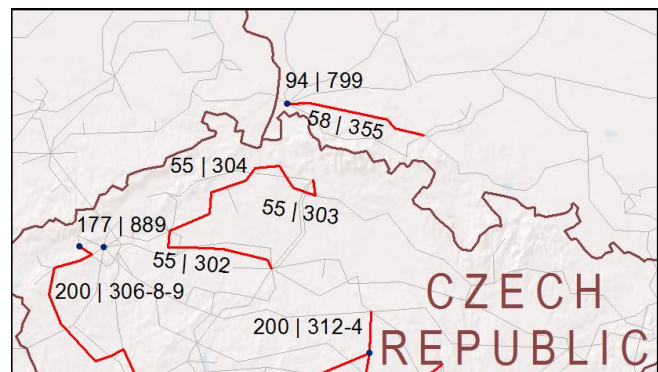 94 | 799
58 | 355
55 | 304
55 | 303
177 | 889
55 | 302
200 | 306-8-9
CZECH
200 | 312-4
REPUBLIC